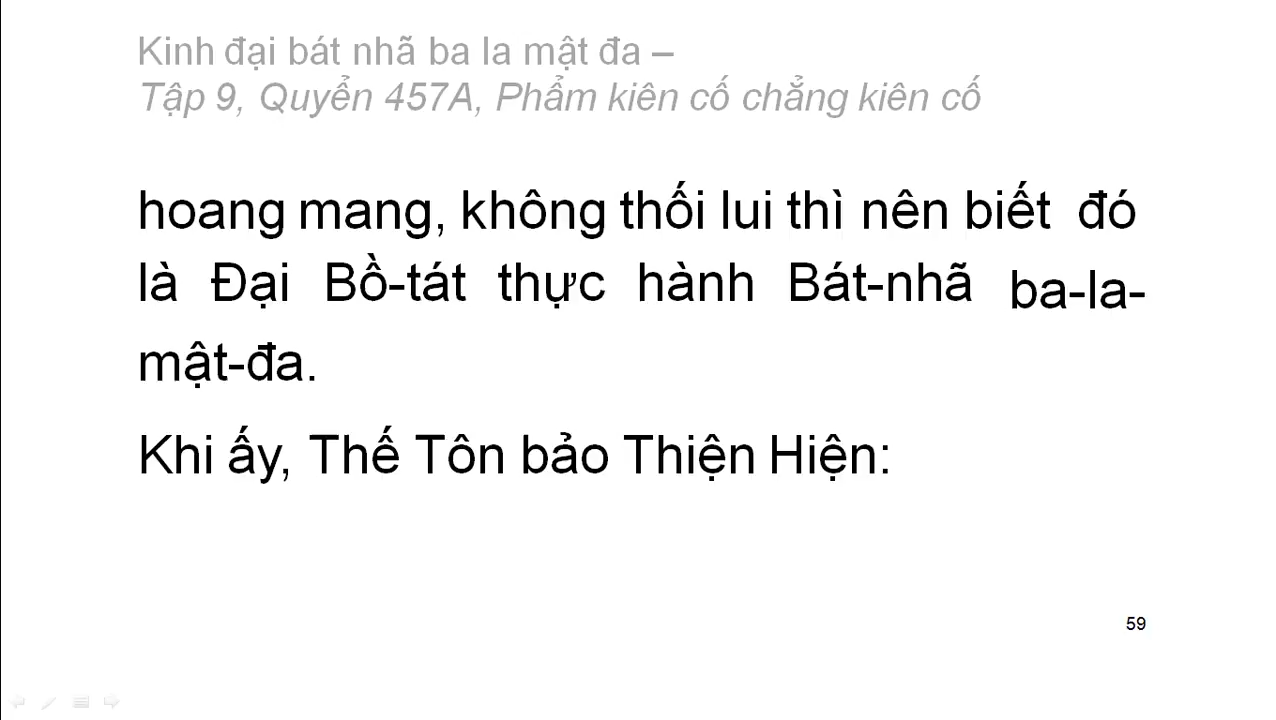 Kinh đại bát nhã ba la mật đa –
Tập 9, Quyển 457A, Phẩm kiên cố chẳng kiên cố
hoang mang, không thối lui thì nên biết đó
là Đại Bồ-tát thực hành Bát-nhã ba-la-
mật-đa.
Khi ấy, Thế Tôn bảo Thiện Hiện:
59